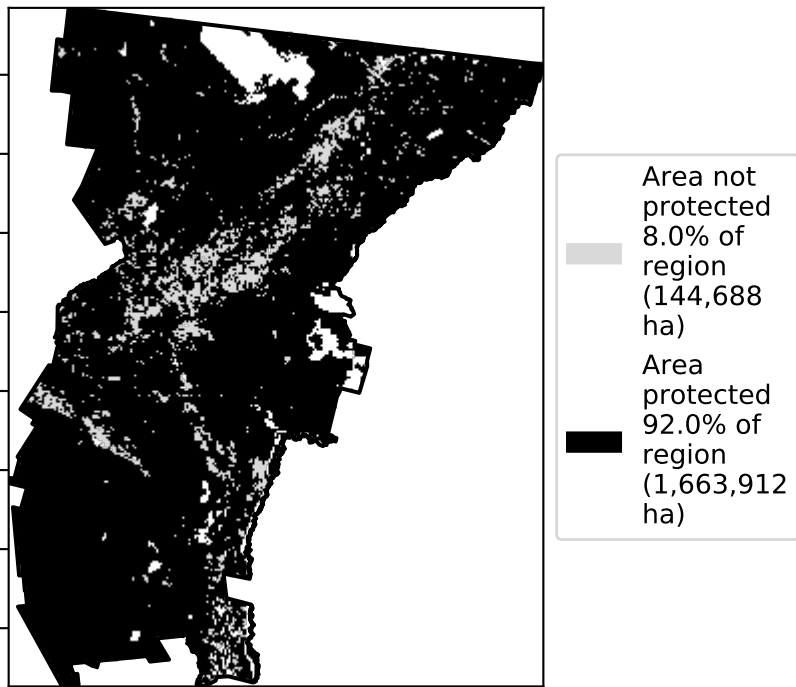 Area not
protected
8.0% of
region
(144,688
ha)
Area
protected
92.0% of
region
(1,663,912
ha)